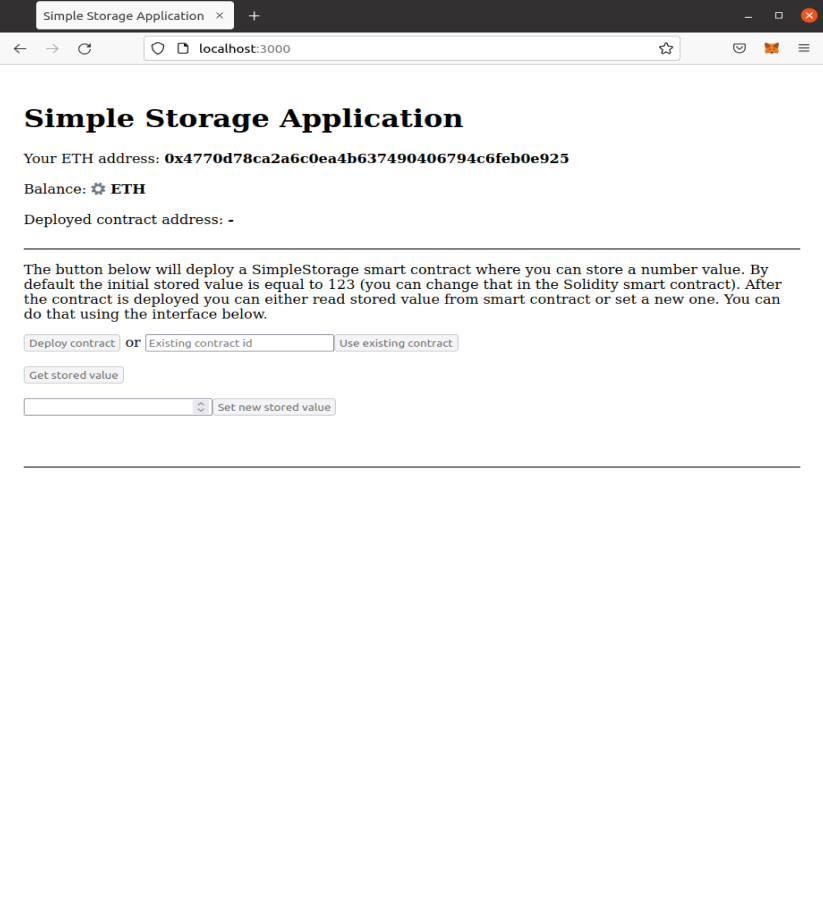 Simple Storage Application
localhost:3000
Simple Storage Application
Your ETH address: 0x4770d78ca2a6c0ea4b637490406794c6feb0e925
Balance: ETH
Deployed contract address: -
The button below will deploy a SimpleStorage smart contract where you can store a number value. By
default the initial stored value is equal to 123 (you can change that in the Solidity smart contract). After
the contract is deployed you can either read stored value from smart contract or set a new one. You can
do that using the interface below.
Deploy contract or Existing contract id Use existing contract
Get stored value
Set new stored value